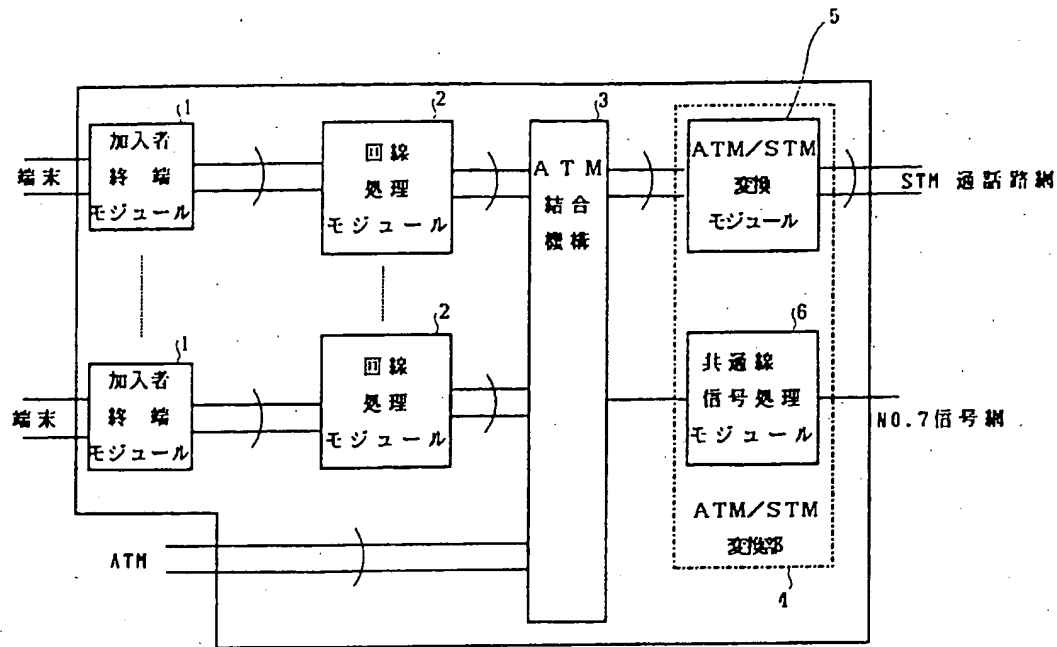 5
1
加入者
終端
モジュール
端末
2
回線
処理
モジュール
3
ATM
結合
機構
ATM/STM
変換
モジュール
STM 通話路網
1
加入者
終端
モジュール
端末
2
回線
処理
モジュール
6
共通線
信号処理
モジュール
NO.7信号網
ATM/STM
変換部
4
ATM